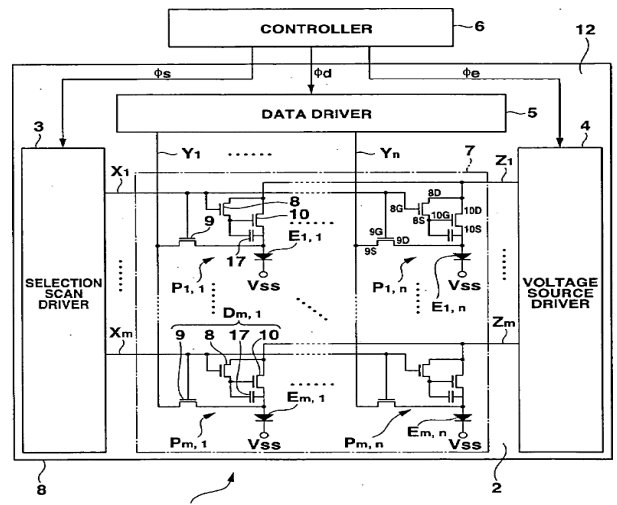 CONTROLLER
6
12
ϕs
ϕd
ϕe
DATA DRIVER
5
3
4
Y1
......
Yn
7
X1
Z1
8
10
9
17
E1, 1
P1, 1
VSS
8D
8G
8S
10D
10G
10S
9G
9S
9D
E1, n
P1, n
VSS
SELECTION SCAN DRIVER
VOLTAGE SOURCE DRIVER
Dm, 1
Xm
Zm
9
8
17
10
Em, 1
Pm, 1
VSS
Em, n
Pm, n
VSS
8
2